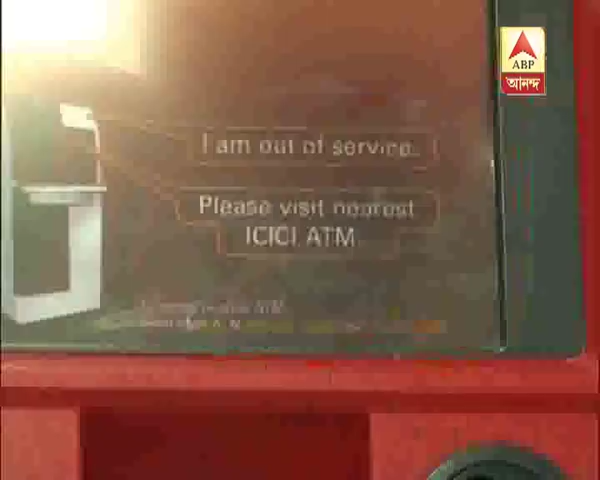 ABP
আনন্দ
I am out of service.
Please visit nearest
ICICI ATM.